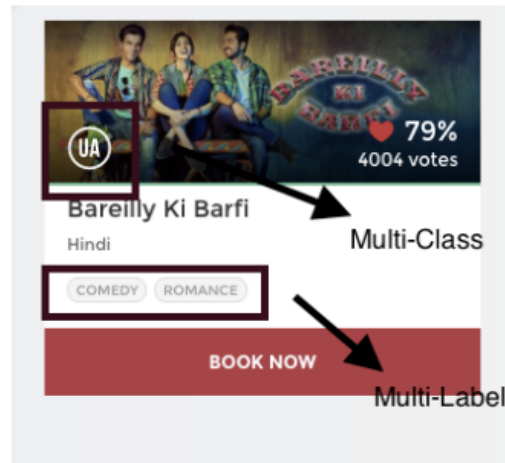 BAREILLY
KI
BARFI
UA
79%
4004 votes
Bareilly Ki Barfi
Hindi
Multi-Class
COMEDY ROMANCE
BOOK NOW
Multi-Label